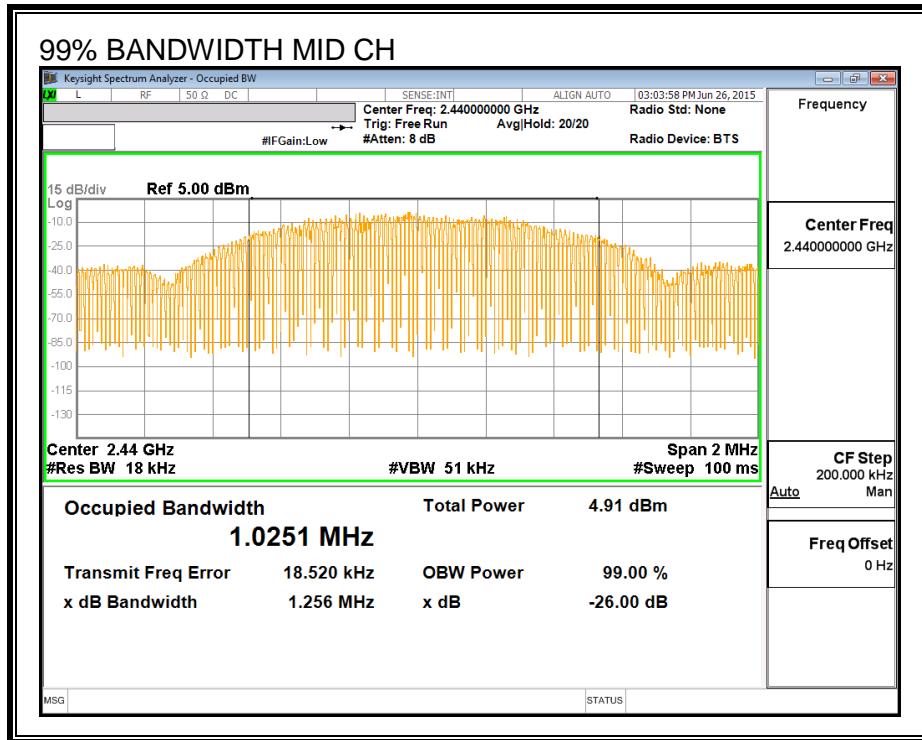 99% BANDWIDTH MID CH
Keysight Spectrum Analyzer - Occupied BW
LXI L RF 50 Ω DC SENSE:INT ALIGN AUTO 03:03:58 PM Jun 26, 2015
Center Freq: 2.440000000 GHz Radio Std: None
Trig: Free Run Avg|Hold: 20/20
#IFGain:Low #Atten: 8 dB Radio Device: BTS
15 dB/div Ref 5.00 dBm
Log
-10.0
-25.0
-40.0
-55.0
-70.0
-85.0
-100
-115
-130
Center 2.44 GHz Span 2 MHz
#Res BW 18 kHz #VBW 51 kHz #Sweep 100 ms
Occupied Bandwidth Total Power 4.91 dBm
1.0251 MHz
Transmit Freq Error 18.520 kHz OBW Power 99.00 %
x dB Bandwidth 1.256 MHz x dB -26.00 dB
MSG STATUS
Frequency
Center Freq
2.440000000 GHz
CF Step
200.000 kHz
Auto Man
Freq Offset
0 Hz